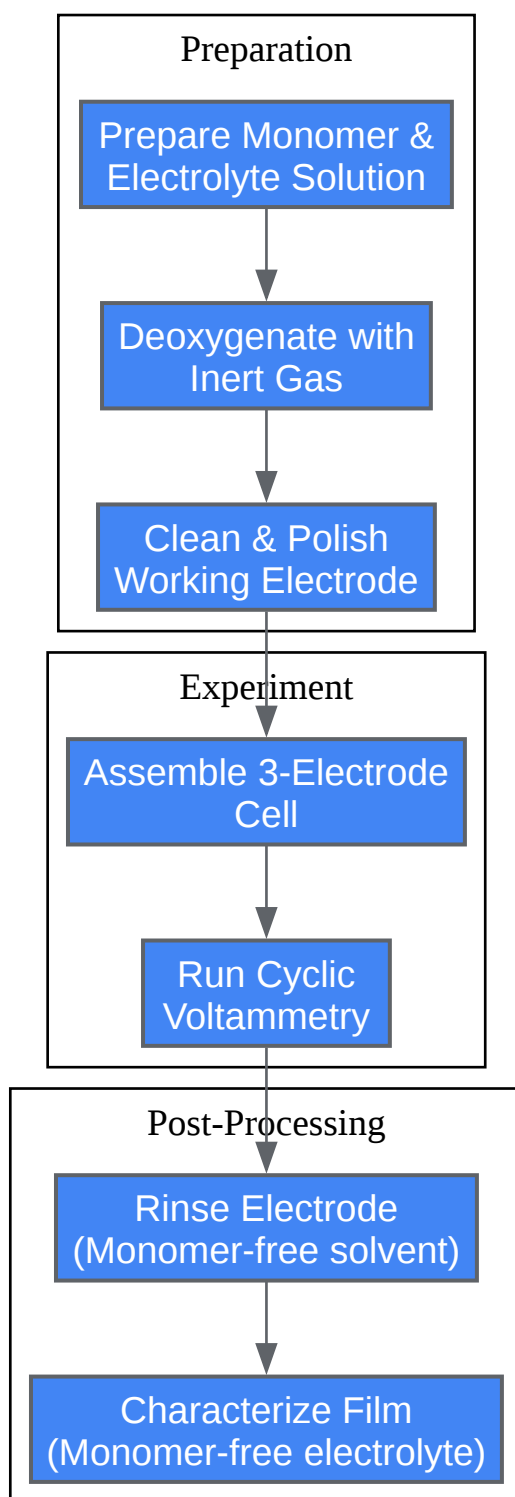 Preparation
Prepare Monomer &
Electrolyte Solution
Deoxygenate with
Inert Gas
Clean & Polish
Working Electrode
Experiment
Assemble 3-Electrode
Cell
Run Cyclic
Voltammetry
Post-Processing
Rinse Electrode
(Monomer-free solvent)
Characterize Film
(Monomer-free electrolyte)